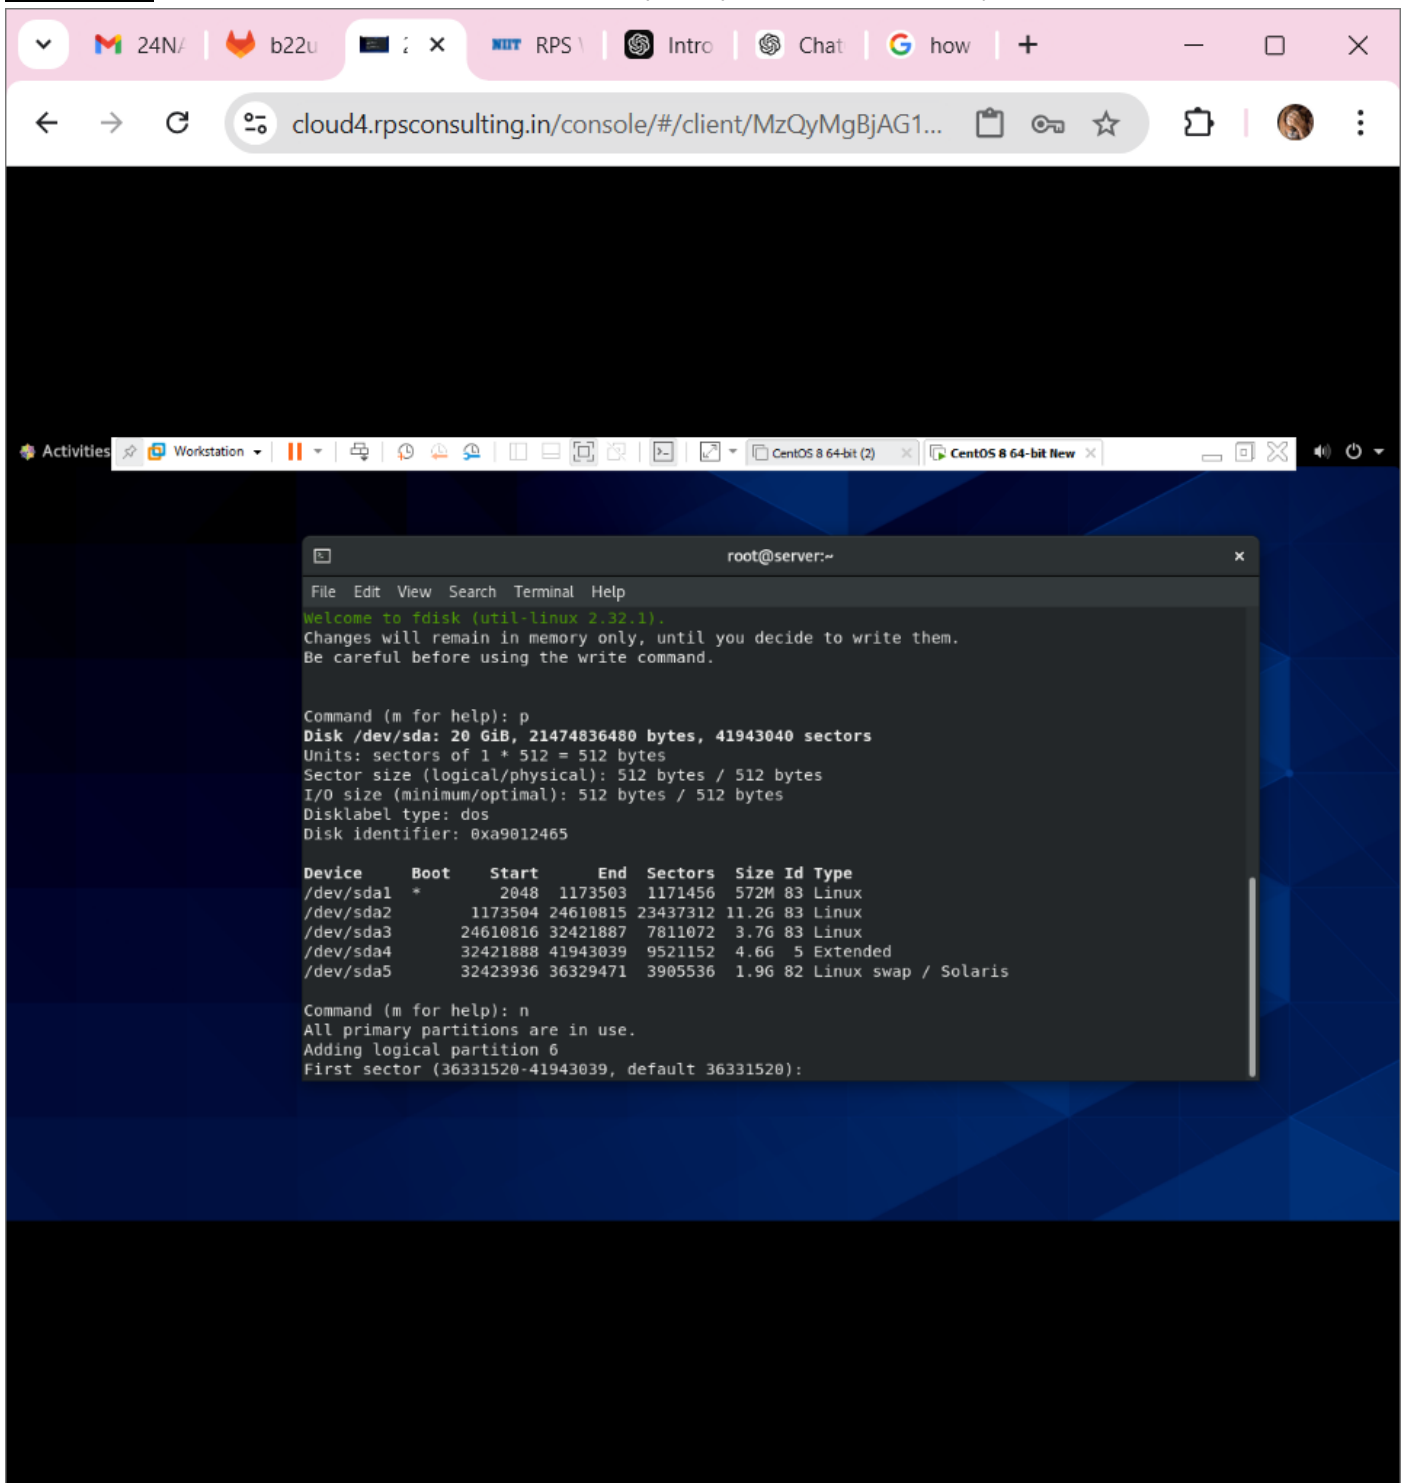 24NA
b22u
RPS
Intro
Chat
how
cloud4.rpsconsulting.in/console/#/client/MzQyMgBjAG1...
Activities
Workstation
CentOS 8 64-bit (2)
CentOS 8 64-bit New
root@server:~
File Edit View Search Terminal Help
Welcome to fdisk (util-linux 2.32.1).
Changes will remain in memory only, until you decide to write them.
Be careful before using the write command.
Command (m for help): p
Disk /dev/sda: 20 GiB, 21474836480 bytes, 41943040 sectors
Units: sectors of 1 * 512 = 512 bytes
Sector size (logical/physical): 512 bytes / 512 bytes
I/O size (minimum/optimal): 512 bytes / 512 bytes
Disklabel type: dos
Disk identifier: 0xa9012465
Device Boot Start End Sectors Size Id Type
/dev/sda1 * 2048 1173503 1171456 572M 83 Linux
/dev/sda2 1173504 24610815 23437312 11.2G 83 Linux
/dev/sda3 24610816 32421887 7811072 3.7G 83 Linux
/dev/sda4 32421888 41943039 9521152 4.6G 5 Extended
/dev/sda5 32423936 36329471 3905536 1.9G 82 Linux swap / Solaris
Command (m for help): n
All primary partitions are in use.
Adding logical partition 6
First sector (36331520-41943039, default 36331520):